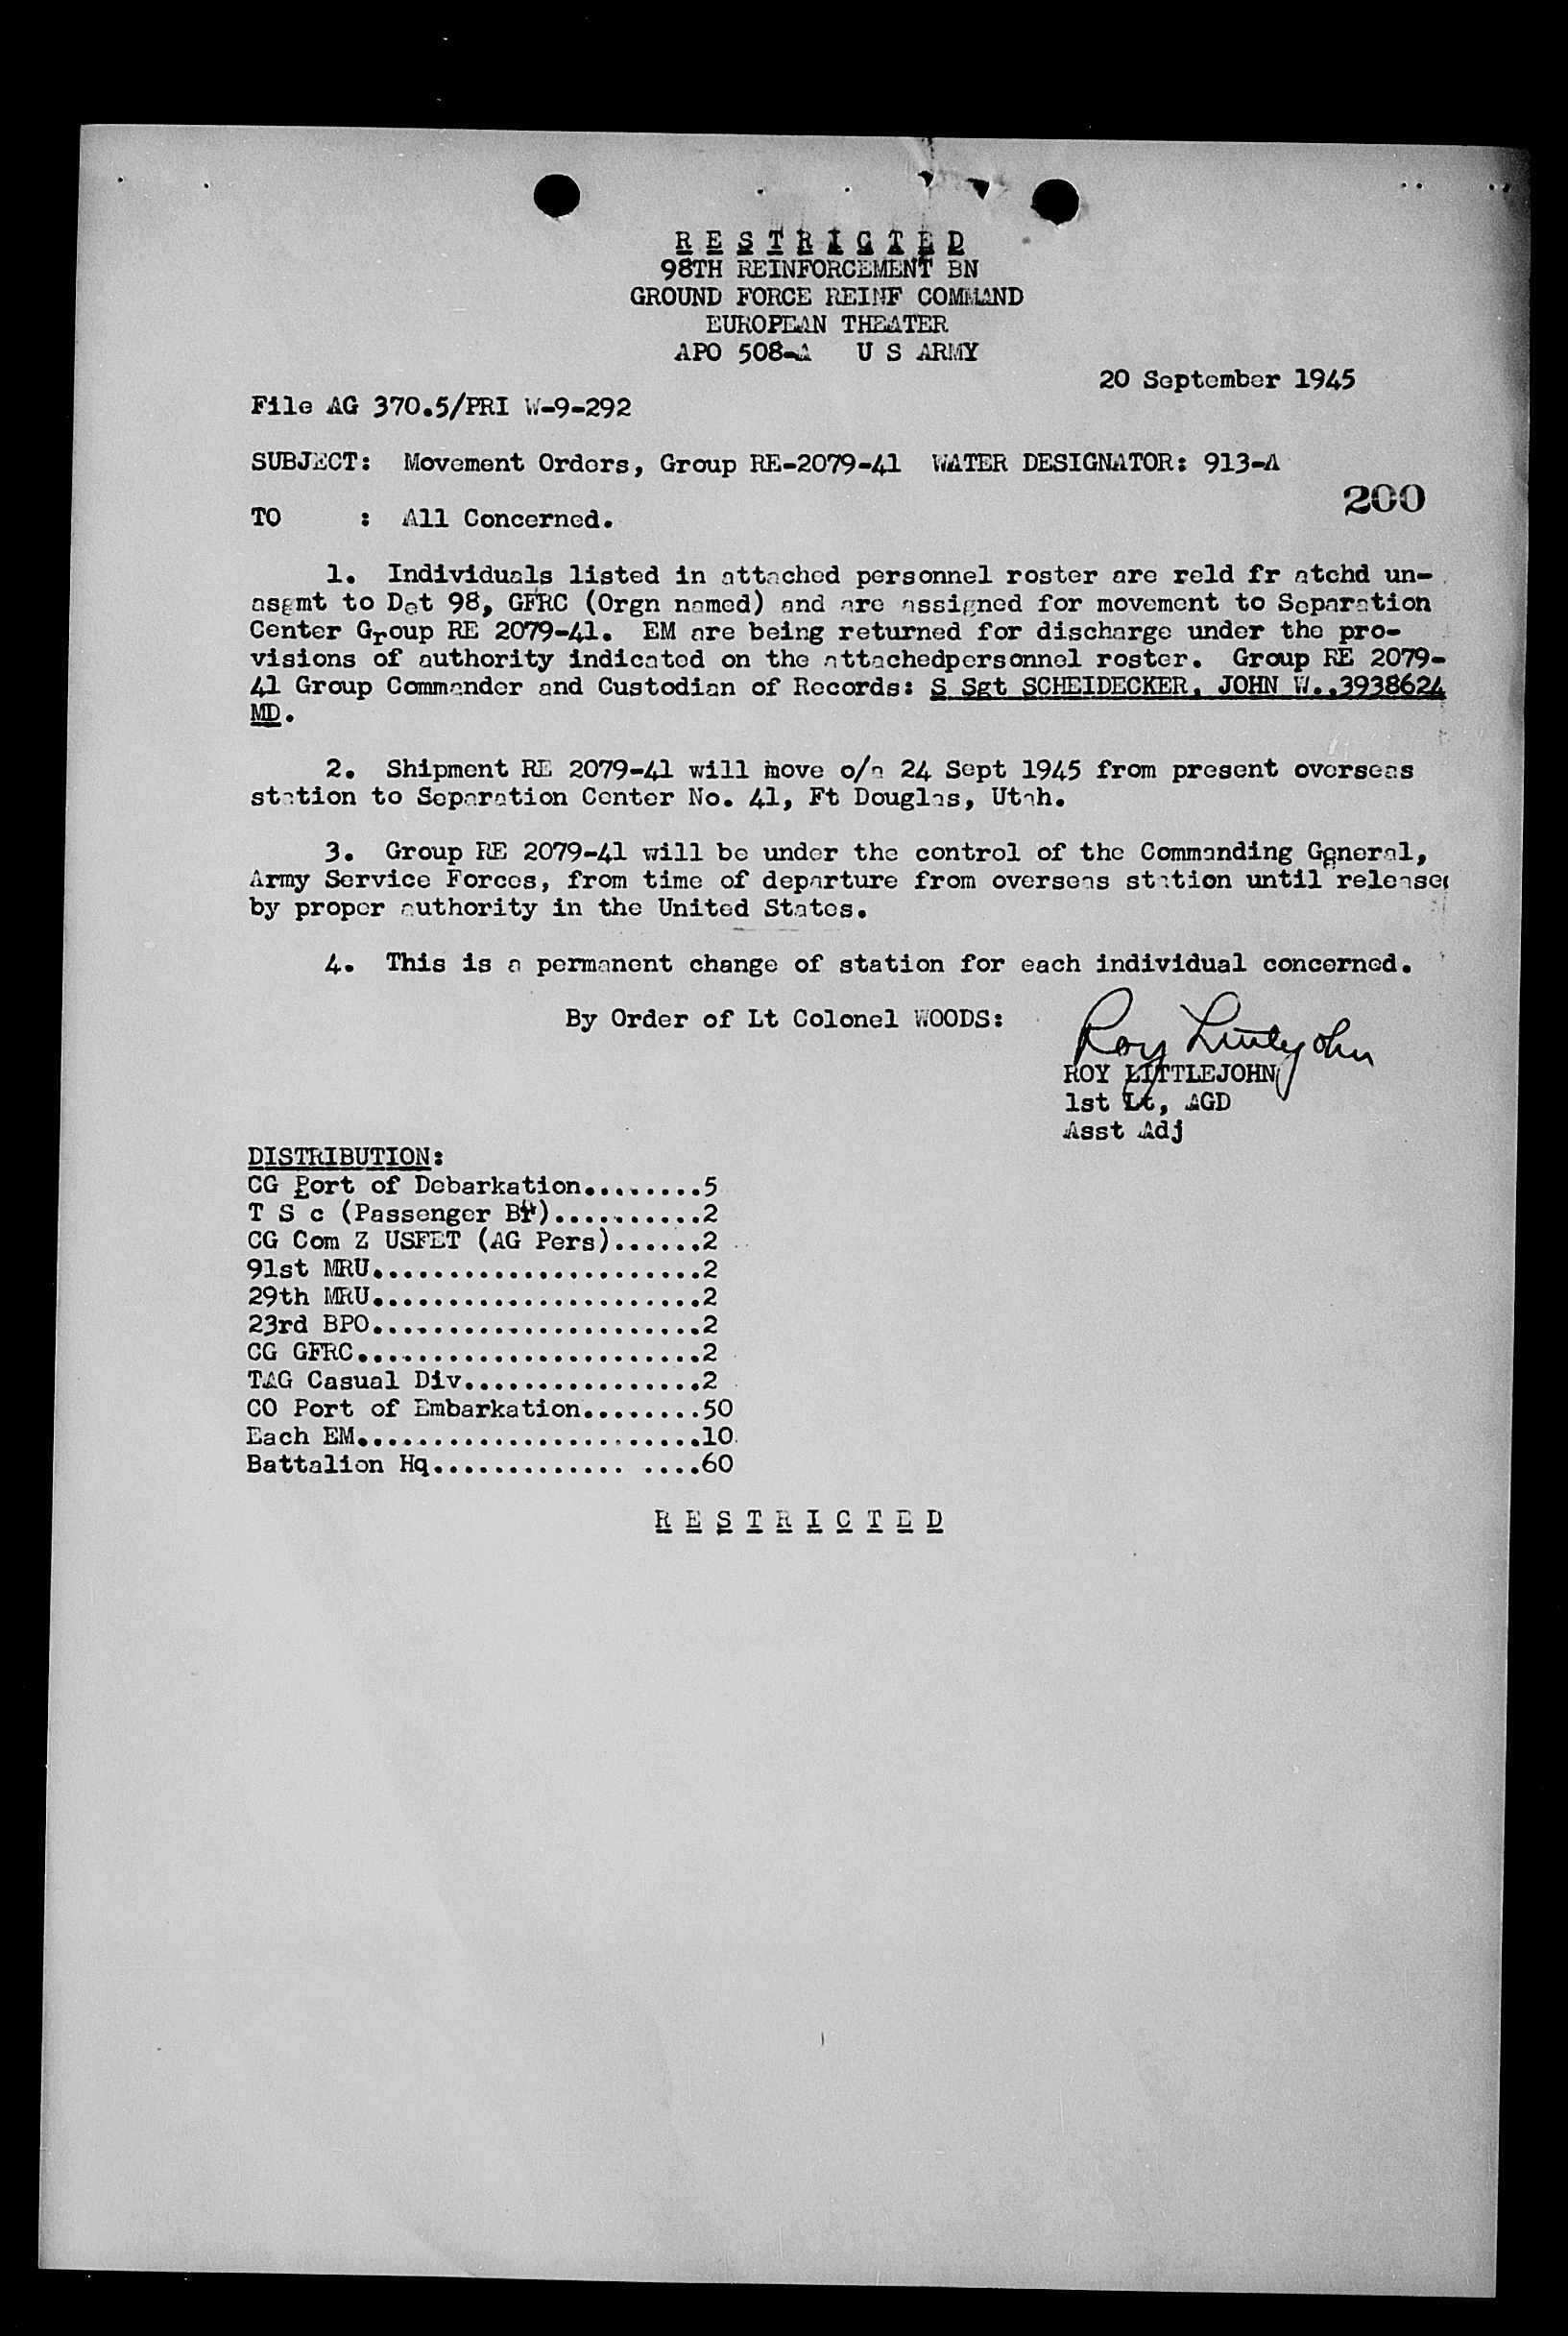 R E S T R I C T E D
98TH REINFORCEMENT BN
GROUND FORCE REINF COMMAND
EUROPEAN THEATER
APO 508-A U S ARMY
20 September 1945
File AG 370.5/PRI W-9-292
SUBJECT: Movement Orders, Group RE-2079-41 WATER DESIGNATOR: 913-A
200
TO : All Concerned.
1. Individuals listed in attached personnel roster are reld fr atchd un-
asgmt to Det 98, GFRC (Orgn named) and are assigned for movement to Separation
Center Group RE 2079-41. EM are being returned for discharge under the pro-
visions of authority indicated on the attachedpersonnel roster. Group RE 2079-
41 Group Commander and Custodian of Records: S Sgt SCHEIDECKER, JOHN W.,3938624
MD.
2. Shipment RE 2079-41 will move o/a 24 Sept 1945 from present overseas
station to Separation Center No. 41, Ft Douglas, Utah.
3. Group RE 2079-41 will be under the control of the Commanding General,
Army Service Forces, from time of departure from overseas station until release
by proper authority in the United States.
4. This is a permanent change of station for each individual concerned.
By Order of Lt Colonel WOODS:
Roy Littlejohn
ROY LITTLEJOHN
1st Lt, AGD
Asst Adj
DISTRIBUTION:
CG Port of Debarkation........5
T S c (Passenger Br)..........2
CG Com Z USFET (AG Pers)......2
91st MRU......................2
29th MRU......................2
23rd BPO......................2
CG GFRC.......................2
TAG Casual Div................2
CO Port of Embarkation........50
Each EM.......................10
Battalion Hq............. ....60
R E S T R I C T E D